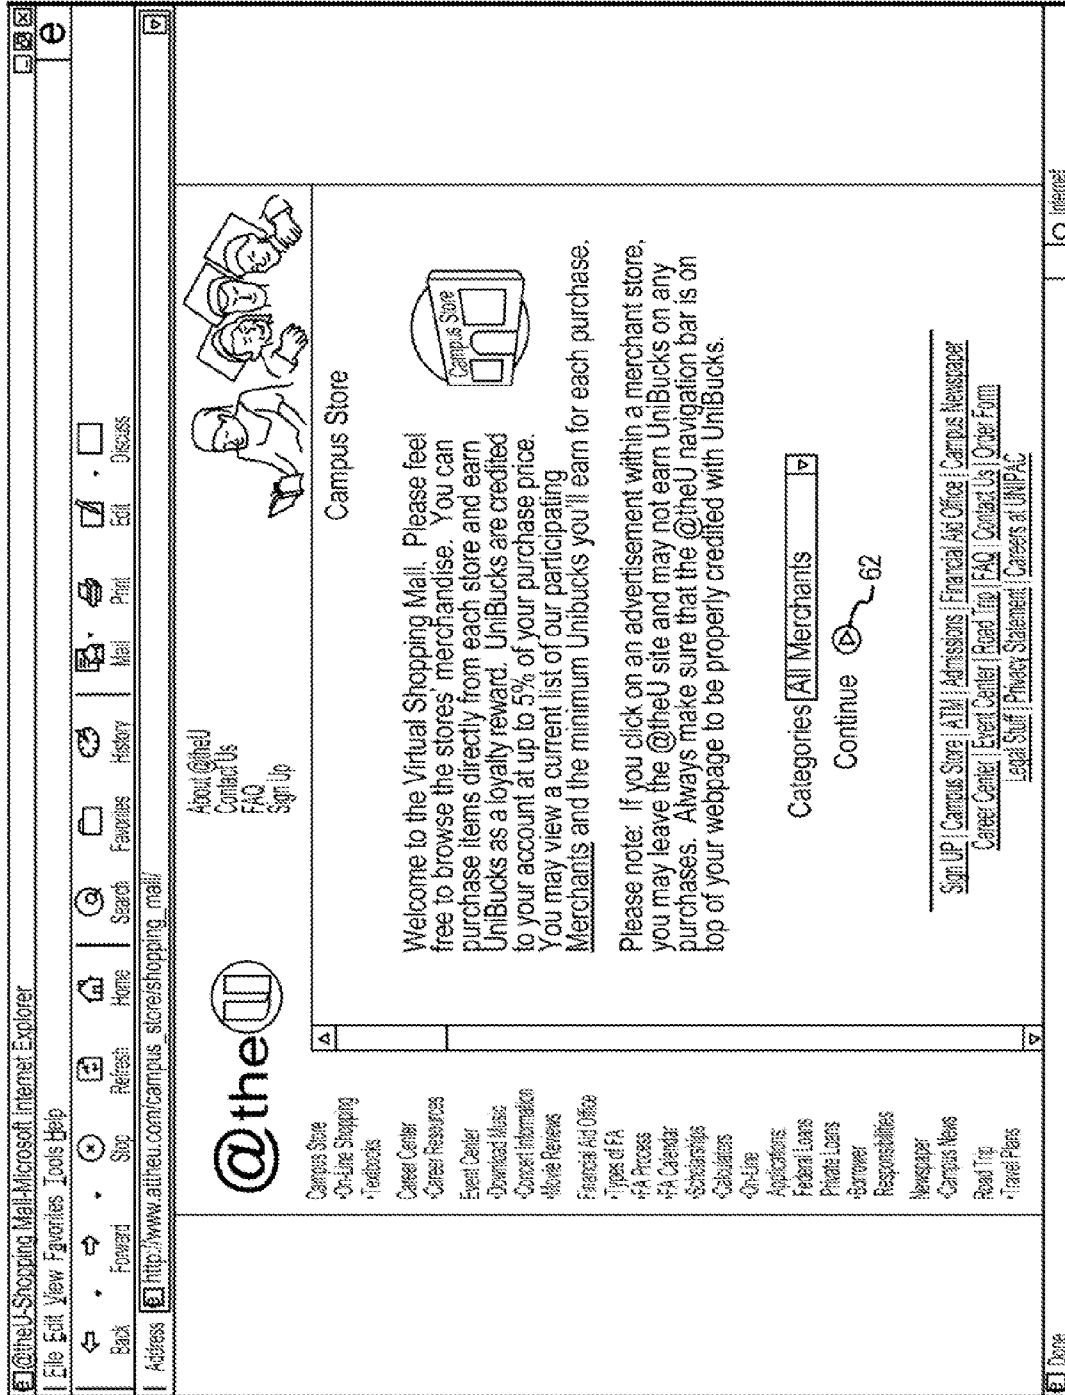 @theU-Shopping Mall-Microsoft Internet Explorer
File Edit View Favorites Tools Help
e
Back Forward Stop Refresh Home Search Favorites History Mail Print Edit Discuss
Address http://www.attheu.com/campus_store/shopping_mall/
@theU
About @theU
Contact Us
FAQ
Sign Up
Campus Store
•On-Line Shopping
•Textbooks
Career Center
•Career Resources
Event Center
•Download Music
•Concert Information
•Movie Reviews
Financial Aid Office
•Types of FA
•FA Process
•FA Calendar
•Scholarships
•Calculators
•On-Line
Applications:
Federal Loans
Private Loans
•Borrower
Responsibilities
Newspaper
•Campus News
Road Trip
•Travel Plans
Campus Store
Welcome to the Virtual Shopping Mall. Please feel
free to browse the stores' merchandise. You can
purchase items directly from each store and earn
UniBucks as a loyalty reward. UniBucks are credited
to your account at up to 5% of your purchase price.
You may view a current list of our participating
Merchants and the minimum Unibucks you'll earn for each purchase.
Campus Store
Please note: If you click on an advertisement within a merchant store,
you may leave the @theU site and may not earn UniBucks on any
purchases. Always make sure that the @theU navigation bar is on
top of your webpage to be properly credited with UniBucks.
Categories All Merchants
Continue 62
Sign UP | Campus Store | ATM | Admissions | Financial Aid Office | Campus Newspaper
Career Center | Event Center | Road Trip | FAQ | Contact Us | Order Form
Legal Stuff | Privacy Statement | Careers at UNIPAC
Done Internet